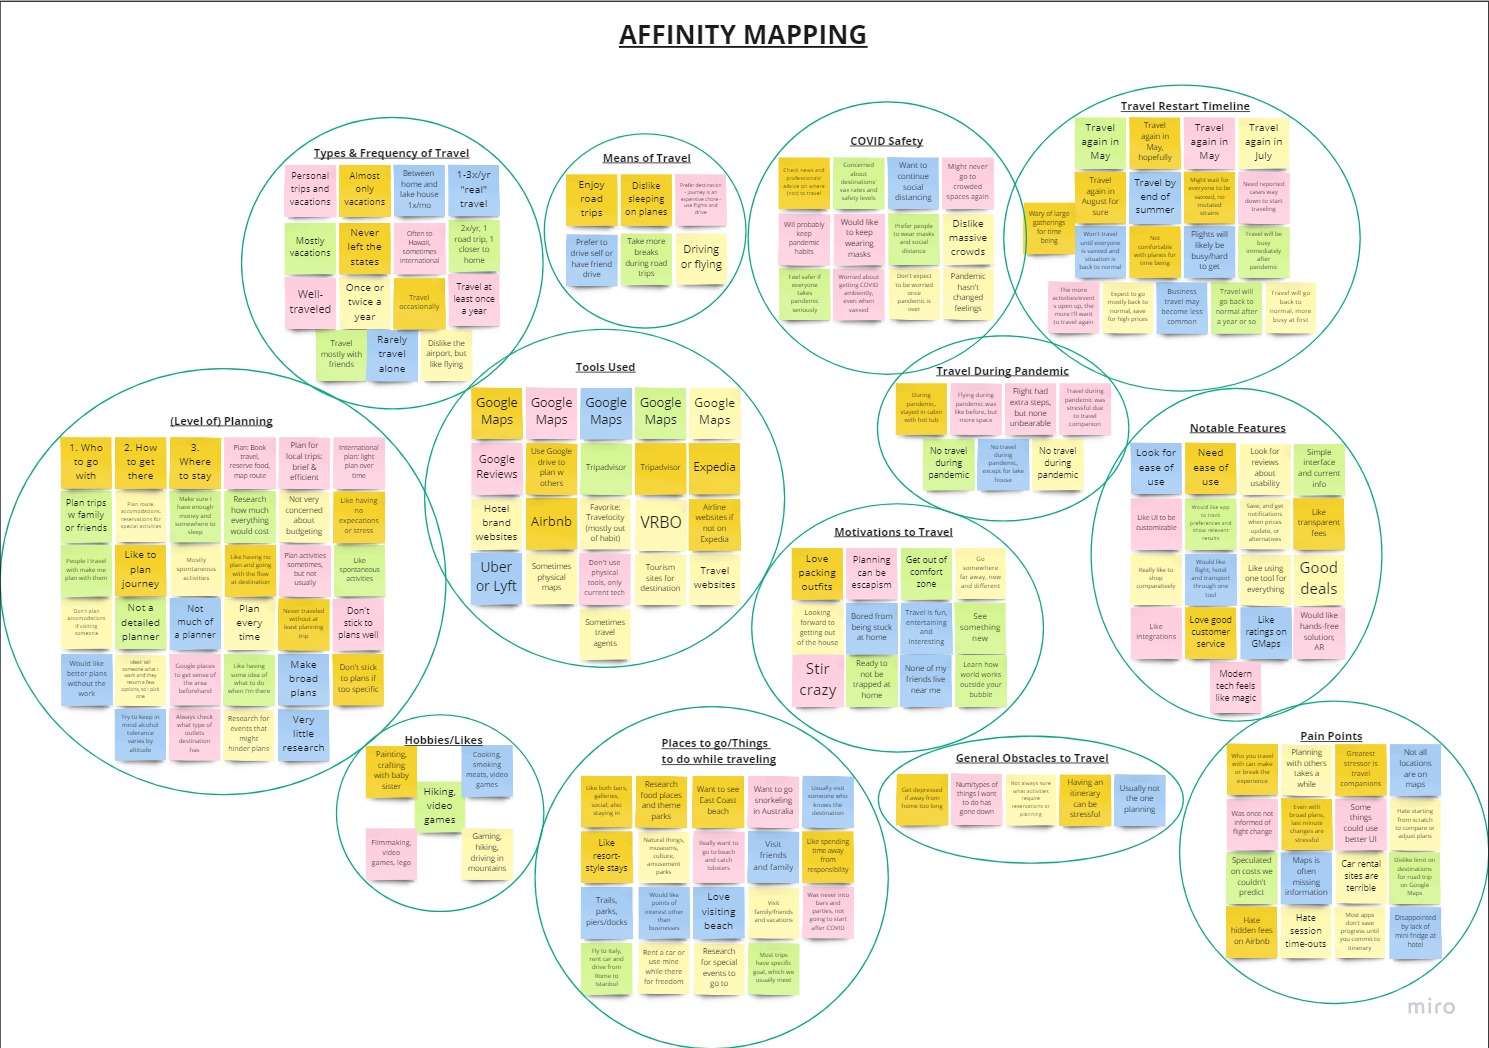 AFFINITY MAPPING
Types & Frequency of Travel
Personal
trips and
vacations
Almost
only
vacations
Between
home and
lake house
1x/mo
1-3x/yr
"real"
travel
Mostly
vacations
Never
left the
states
Often to
Hawaii,
sometimes
international
2x/yr, 1
road trip, 1
closer to
home
Well-
traveled
Once or
twice a
year
Travel
occasionally
Travel at
least once
a year
Travel
mostly with
friends
Rarely
travel
alone
Dislike the
airport, but
like flying
Means of Travel
Enjoy
road
trips
Dislike
sleeping
on planes
Prefer destination
- journey is an
expensive chore -
use flights and
drive
Prefer to
drive self or
have friend
drive
Take more
breaks
during road
trips
Driving
or flying
COVID Safety
Check news and
professionals'
advice on where
(not) to travel
Concerned
about
destinations'
vax rates and
safety levels
Want to
continue
social
distancing
Might never
go to
crowded
spaces again
Will probably
keep
pandemic
habits
Would like
to keep
wearing
masks
Prefer people
to wear masks
and social
distance
Dislike
massive
crowds
Feel safer if
everyone
takes
pandemic
seriously
Worried about
getting COVID
ambiently,
even when
vaxxed
Don't expect
to be worried
once
pandemic is
over
Pandemic
hasn't
changed
feelings
Travel Restart Timeline
Travel
again in
May
Travel
again in
May,
hopefully
Travel
again in
May
Travel
again in
July
Travel
again in
August for
sure
Travel by
end of
summer
Might wait for
everyone to be
vaxxed, no
mutated
strains
Need reported
cases way
down to start
traveling
Wary of large
gatherings
for time
being
Won't travel
until everyone
is vaxxed and
situation is
back to normal
Not
comfortable
with planes for
time being
Flights will
likely be
busy/hard
to get
Travel will be
busy
immediately
after
pandemic
The more
activities/event
s open up, the
more I'll want
to travel again
Expect to go
mostly back to
normal, save
for high prices
Business
travel may
become less
common
Travel will
go back to
normal after
a year or so
Travel will go
back to
normal, more
busy at first
Tools Used
Google
Maps
Google
Maps
Google
Maps
Google
Maps
Google
Maps
Google
Reviews
Use Google
drive to
plan w
others
Tripadvisor
Tripadvisor
Expedia
Hotel
brand
websites
Airbnb
Favorite:
Travelocity
(mostly out
of habit)
VRBO
Airline
websites if
not on
Expedia
Uber
or Lyft
Sometimes
physical
maps
Don't use
physical
tools, only
current tech
Tourism
sites for
destination
Travel
websites
Sometimes
travel
agents
Travel During Pandemic
During
pandemic,
stayed in cabin
with hot tub
Flying during
pandemic was
like before, but
more space
Flight had
extra steps,
but none
unbearable
Travel during
pandemic was
stressful due
to travel
companion
No travel
during
pandemic
No travel
during
pandemic,
except for lake
house
No travel
during
pandemic
(Level of) Planning
1. Who
to go
with
2. How
to get
there
3.
Where
to stay
Plan: Book
travel,
reserve food,
map route
Plan for
local trips:
brief &
efficient
International
plan: light
plan over
time
Plan trips
w family
or friends
Plan route,
accomodations,
reservations for
special activities
Make sure I
have enough
money and
somewhere to
sleep
Research
how much
everything
would cost
Not very
concerned
about
budgeting
Like having
no
expecations
or stress
People I travel
with make me
plan with them
Like to
plan
journey
Mostly
spontaneous
activities
Like having no
plan and going
with the flow
at destination
Plan activities
sometimes,
but not
usually
Like
spontaneous
activities
Don't plan
accomodations
if visiting
someone
Not a
detailed
planner
Not
much of
a planner
Plan
every
time
Never traveled
without at
least planning
trip
Don't
stick to
plans well
Would like
better plans
without the
work
someone what I
want and they
return a few
options, so I pick
one
Google places
to get sense of
the area
beforehand
Like having
some idea of
what to do
when I'm there
Make
broad
plans
Don't stick
to plans if
too specific
Try to keep in
mind alcohol
tolerance
varies by
altitude
Always check
what type of
outlets
destination
has
Research for
events that
might
hinder plans
Very
little
research
Notable Features
Look for
ease of
use
Need
ease of
use
Look for
reviews
about
usability
Simple
interface
and current
info
Like UI to be
customizable
Would like app
to track
preferences and
show relevant
results
Save, and get
notifications
when prices
update, or
alternatives
Like
transparent
fees
Really like to
shop
comparatively
Would like
flight, hotel
and transport
through one
tool
Like using
one tool for
everything
Good
deals
Like
integrations
Love good
customer
service
Like
ratings on
GMaps
Would like
hands-free
solution;
AR
Modern
tech feels
like magic
Motivations to Travel
Love
packing
outfits
Planning
can be
escapism
Get out of
comfort
zone
Go
somewhere
far away, new
and different
Looking
forward to
getting out
of the house
Bored from
being stuck
at home
Travel is fun,
entertaining
and
interesting
See
something
new
Stir
crazy
Ready to
not be
trapped at
home
None of my
friends live
near me
Learn how
world works
outside your
bubble
Hobbies/Likes
Painting,
crafting
with baby
sister
Cooking,
smoking
meats, video
games
Hiking,
video
games
Filmmaking,
video
games, lego
Gaming,
hiking,
driving in
mountains
Places to go/Things
to do while traveling
Like both bars,
galleries,
social; also
staying in
Research
food places
and theme
parks
Want to see
East Coast
beach
Want to go
snorkeling
in Australia
Usually visit
someone who
knows the
destination
Like
resort-
style stays
Natural things,
museums,
culture,
amusement
parks
Really want to
go to beach
and catch
lobsters
Visit
friends
and family
Like spending
time away
from
responsibility
Trails,
parks,
piers/docks
Would like
points of
interest other
than
businesses
Love
visiting
beach
Visit
family/friends
and vacations
Was never into
bars and
parties, not
going to start
after COVID
Fly to Italy,
rent car and
drive from
Rome to
Istanbul
Rent a car or
use mine
while there
for freedom
Research
for special
events to
go to
Most trips
have specific
goal, which we
usually meet
General Obstacles to Travel
Get depressed
if away from
home too long
Num/types of
things I want
to do has
gone down
Not always sure
what activities
require
reservations or
planning
Having an
itinerary
can be
stressful
Usually not
the one
planning
Pain Points
Who you travel
with can make
or break the
experience
Planning
with others
takes a
while
Greatest
stressor is
travel
companions
Not all
locations
are on
maps
Was once not
informed of
flight change
Even with
broad plans,
last minute
changes are
stressful
Some
things
could use
better UI
Hate starting
from scratch
to compare or
adjust plans
Speculated
on costs we
couldn't
predict
Maps is
often
missing
information
Car rental
sites are
terrible
Dislike limit on
destinations
for road trip
on Google
Maps
Hate
hidden fees
on Airbnb
Hate
session
time-outs
Most apps
don't save
progress until
you commit to
itinerary
Disappointed
by lack of
mini fridge at
hotel
miro